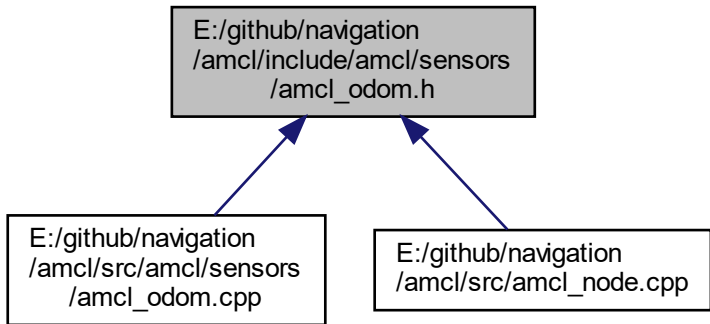 E:/github/navigation
/amcl/include/amcl/sensors
/amcl_odom.h
E:/github/navigation
/amcl/src/amcl/sensors
/amcl_odom.cpp
E:/github/navigation
/amcl/src/amcl_node.cpp